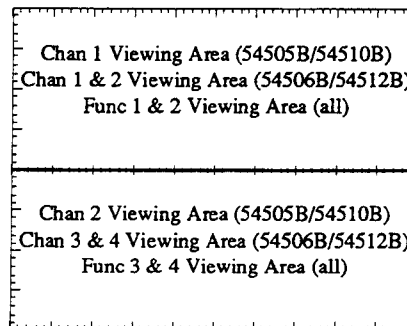 Chan 1 Viewing Area (54505B/54510B)
Chan 1 & 2 Viewing Area (54506B/54512B)
Func 1 & 2 Viewing Area (all)
Chan 2 Viewing Area (54505B/54510B)
Chan 3 & 4 Viewing Area (54506B/54512B)
Func 3 & 4 Viewing Area (all)